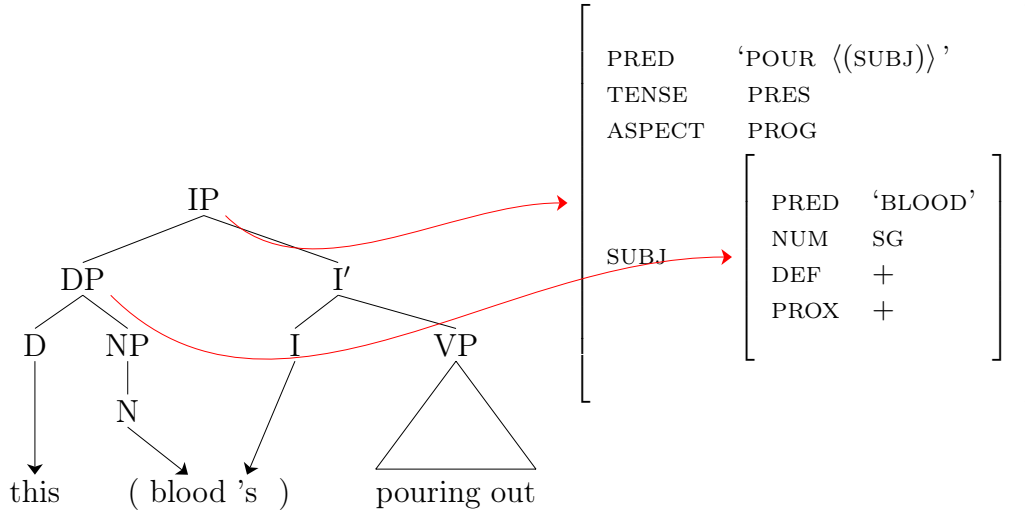 IP
DP I′
D NP I VP
N
this ( blood 's ) pouring out
PRED ‘POUR ⟨(SUBJ)⟩ ’
TENSE PRES
ASPECT PROG
SUBJ
PRED ‘BLOOD’
NUM SG
DEF +
PROX +